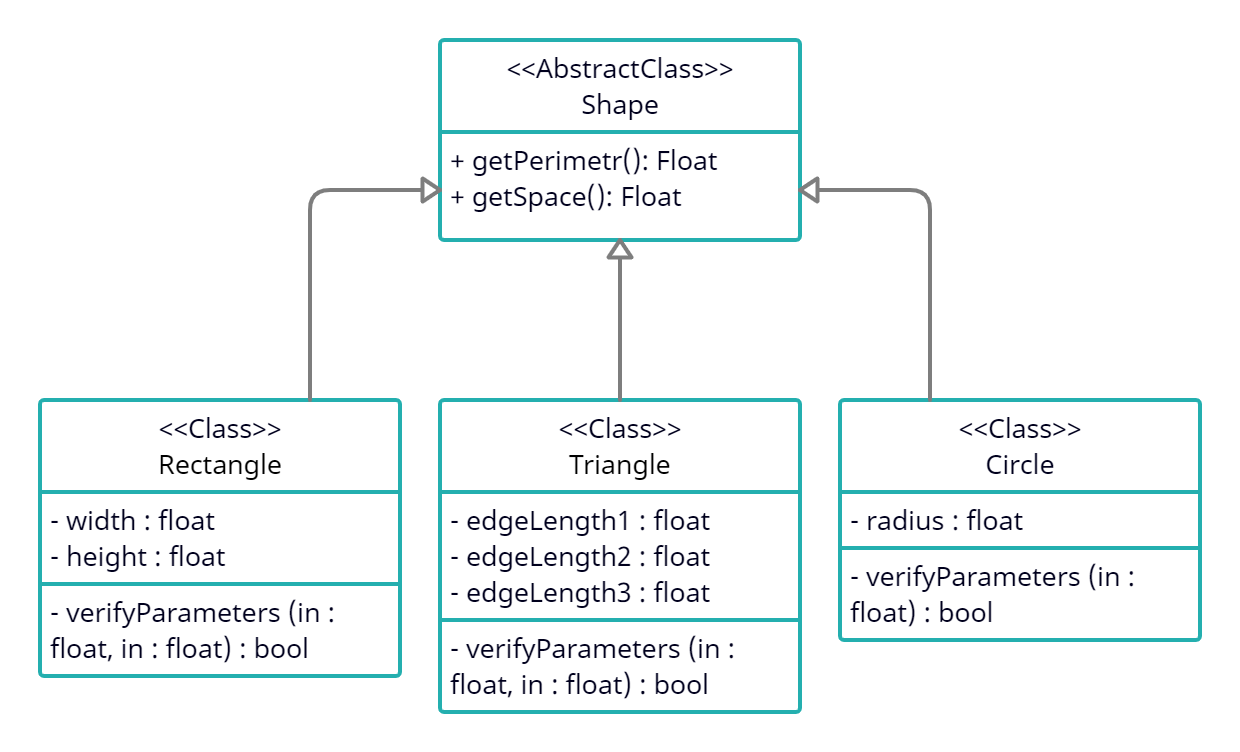 <<AbstractClass>>
Shape
+ getPerimetr(): Float
+ getSpace(): Float
<<Class>>
Rectangle
- width : float
- height : float
- verifyParameters (in :
float, in : float) : bool
<<Class>>
Triangle
- edgeLength1 : float
- edgeLength2 : float
- edgeLength3 : float
- verifyParameters (in :
float, in : float) : bool
<<Class>>
Circle
- radius : float
- verifyParameters (in :
float) : bool